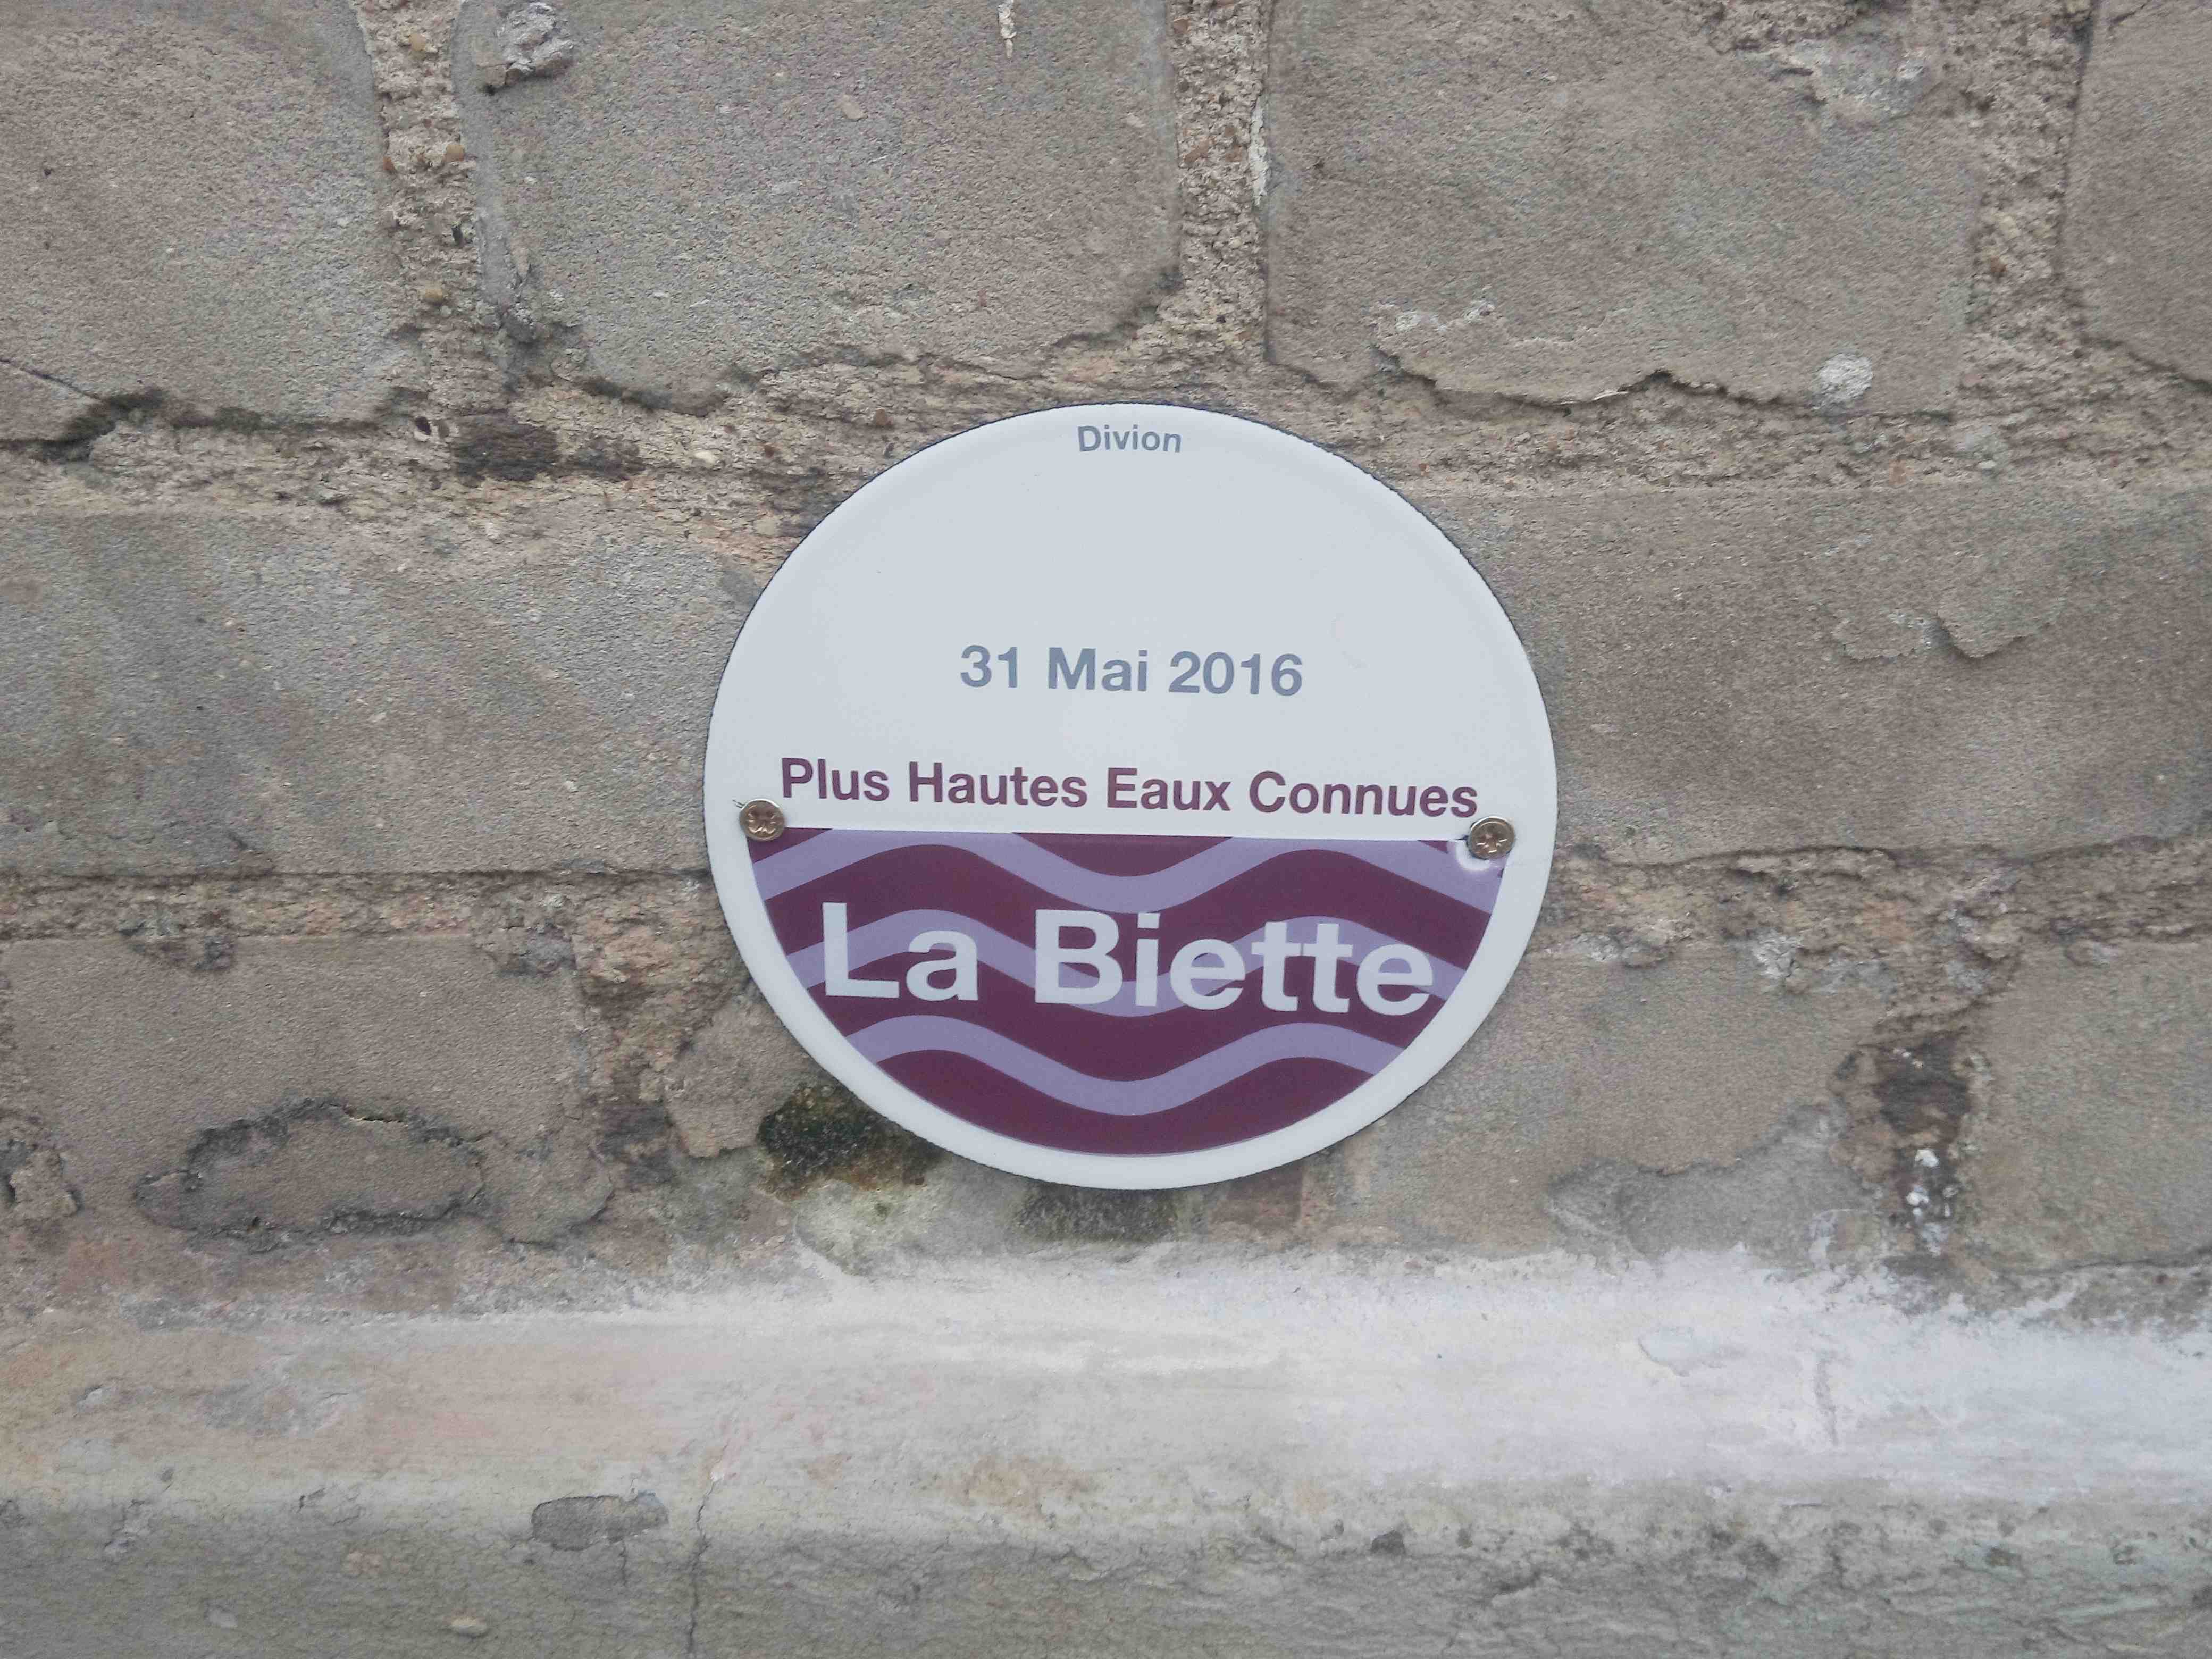 Divion
31 Mai 2016
Plus Hautes Eaux Connues
La Biette